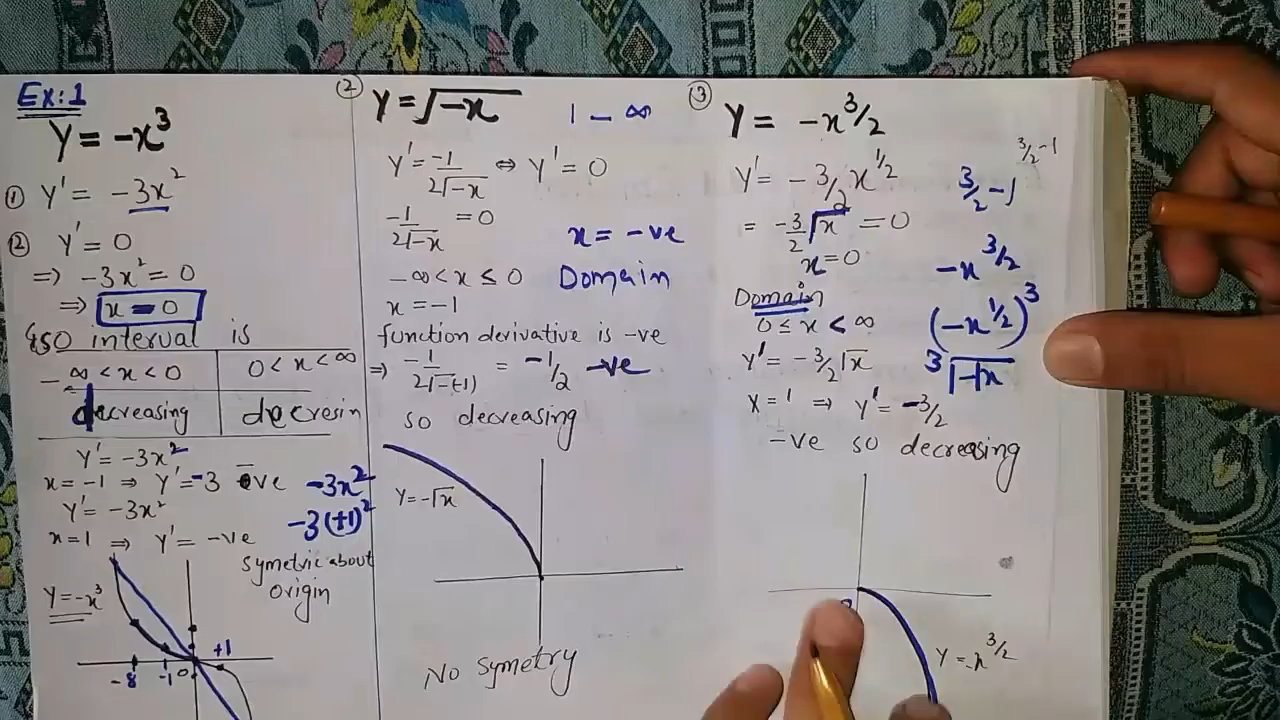 Ex:1
Y = -x³
① Y' = -3x²
② Y' = 0
⇒ -3x² = 0
⇒ x = 0
so interval is
-∞ < x < 0 0 < x < ∞
decreasing decresin
Y' = -3x²
x = -1 ⇒ Y' = -3 -ve -3x²
Y' = -3x² -3(+1)²
x = 1 ⇒ Y' = -ve
symetric about
origin
Y = -x³
+1
-8 -1 0
② Y = √-x 1 - ∞
Y' = -1/2√-x ⇔ Y' = 0
-1/2√-x = 0
x = -ve
-∞ < x ≤ 0 Domain
x = -1
function derivative is -ve
⇒ -1/2√-(-1) = -1/2 -ve
so decreasing
Y = -√x
No Symetry
③ Y = -x^3/2
3/2-1
Y' = -3/2 x^1/2 3/2 - 1
= -3/2 √x = 0
x = 0 -x^3/2
Domain
0 ≤ x < ∞ (-x^1/2)³
Y' = -3/2 √x 3√-√x
x = 1 ⇒ Y' = -3/2
-ve so decreasing
Y = -x^3/2